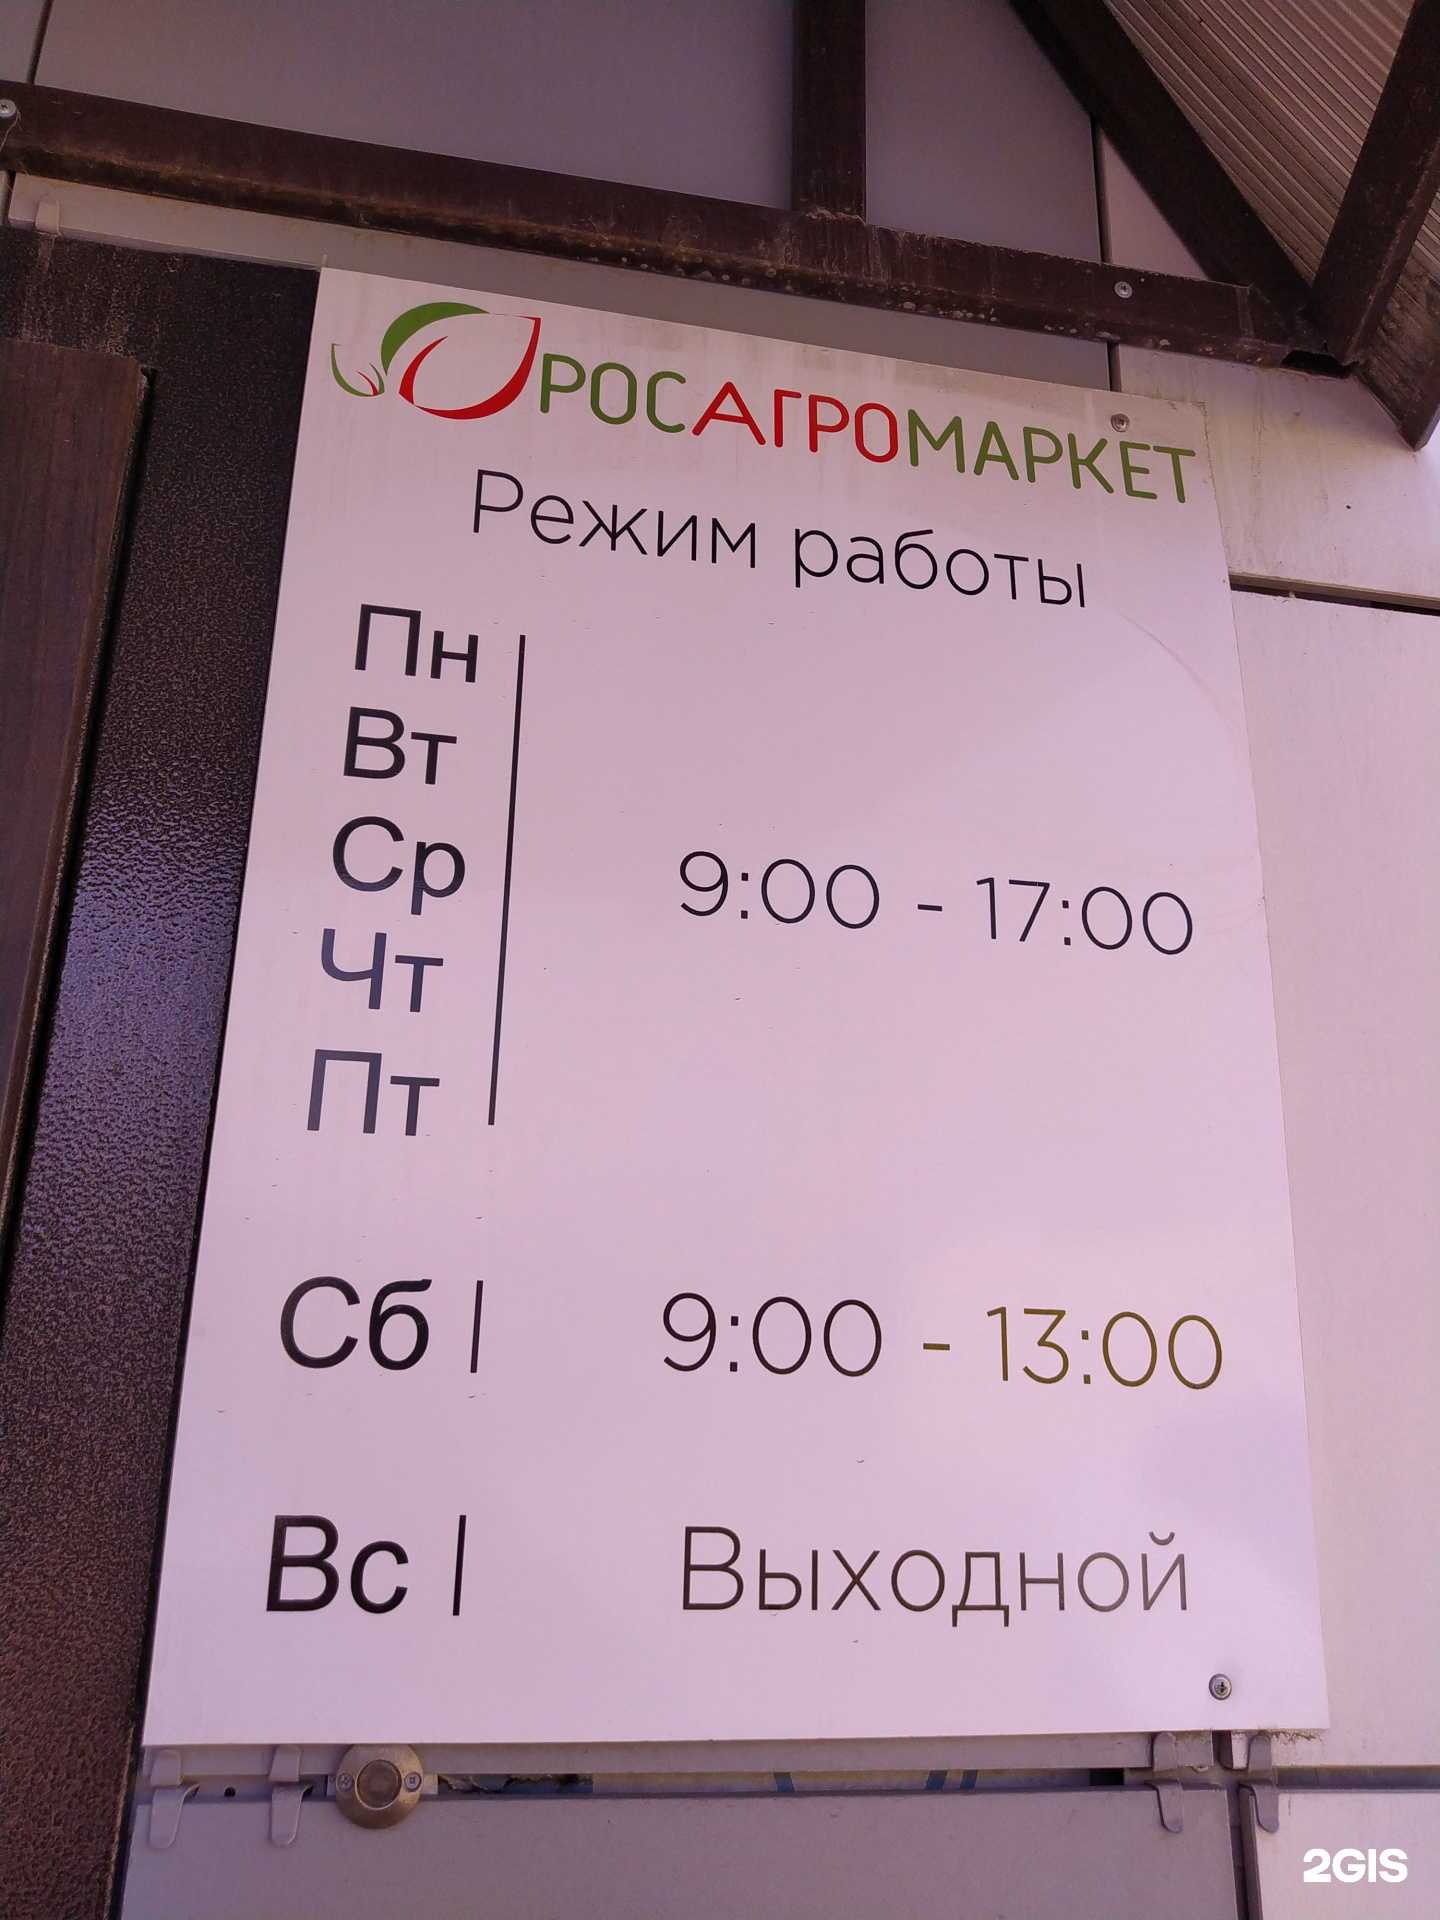 РОСАГРОМАРКЕТ
Режим работы
Пн
Вт
Ср
9:00 - 17:00
Чт
Пт
Сб 9:00 - 13:00
Вс Выходной
2GIS